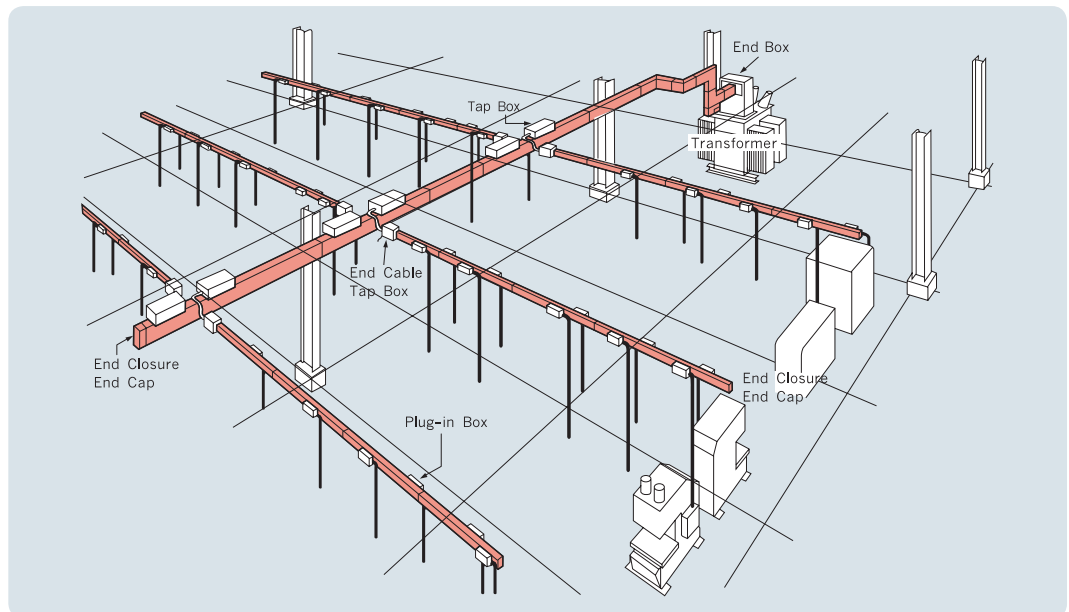 End Box
Tap Box
Transformer
End Cable
Tap Box
End Closure
End Cap
End Closure
End Cap
Plug-in Box